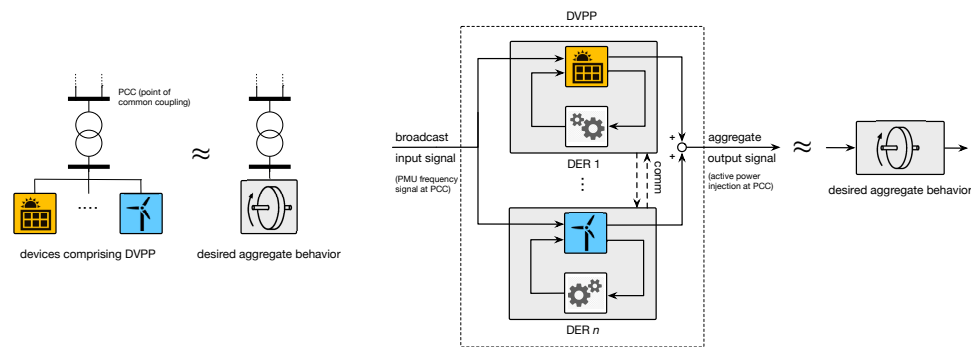 PCC (point of
common coupling)
≈
....
devices comprising DVPP
desired aggregate behavior
DVPP
broadcast
input signal
(PMU frequency
signal at PCC)
DER 1
...
comm
DER n
+
+
aggregate
output signal
(active power
injection at PCC)
≈
desired aggregate behavior